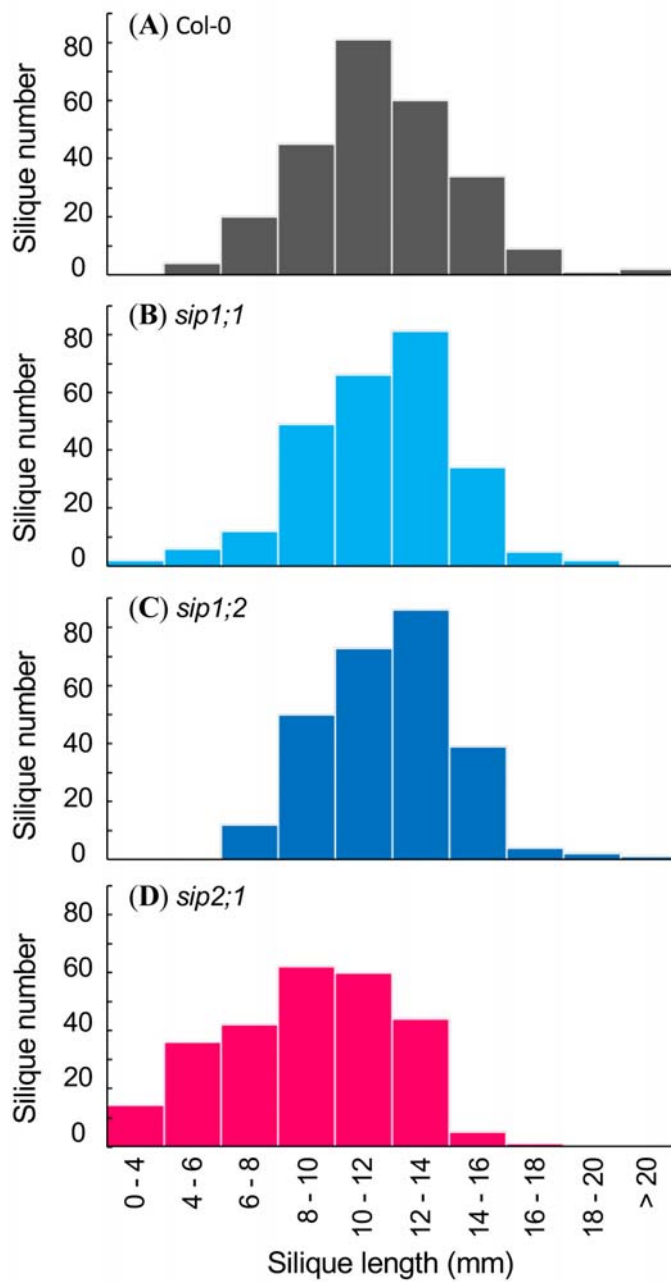 (A) Col-0
80
60
40
20
0
Silique number
(B) sip1;1
80
60
40
20
0
Silique number
(C) sip1;2
80
60
40
20
0
Silique number
(D) sip2;1
80
60
40
20
0
Silique number
0 - 4
4 - 6
6 - 8
8 - 10
10 - 12
12 - 14
14 - 16
16 - 18
18 - 20
> 20
Silique length (mm)